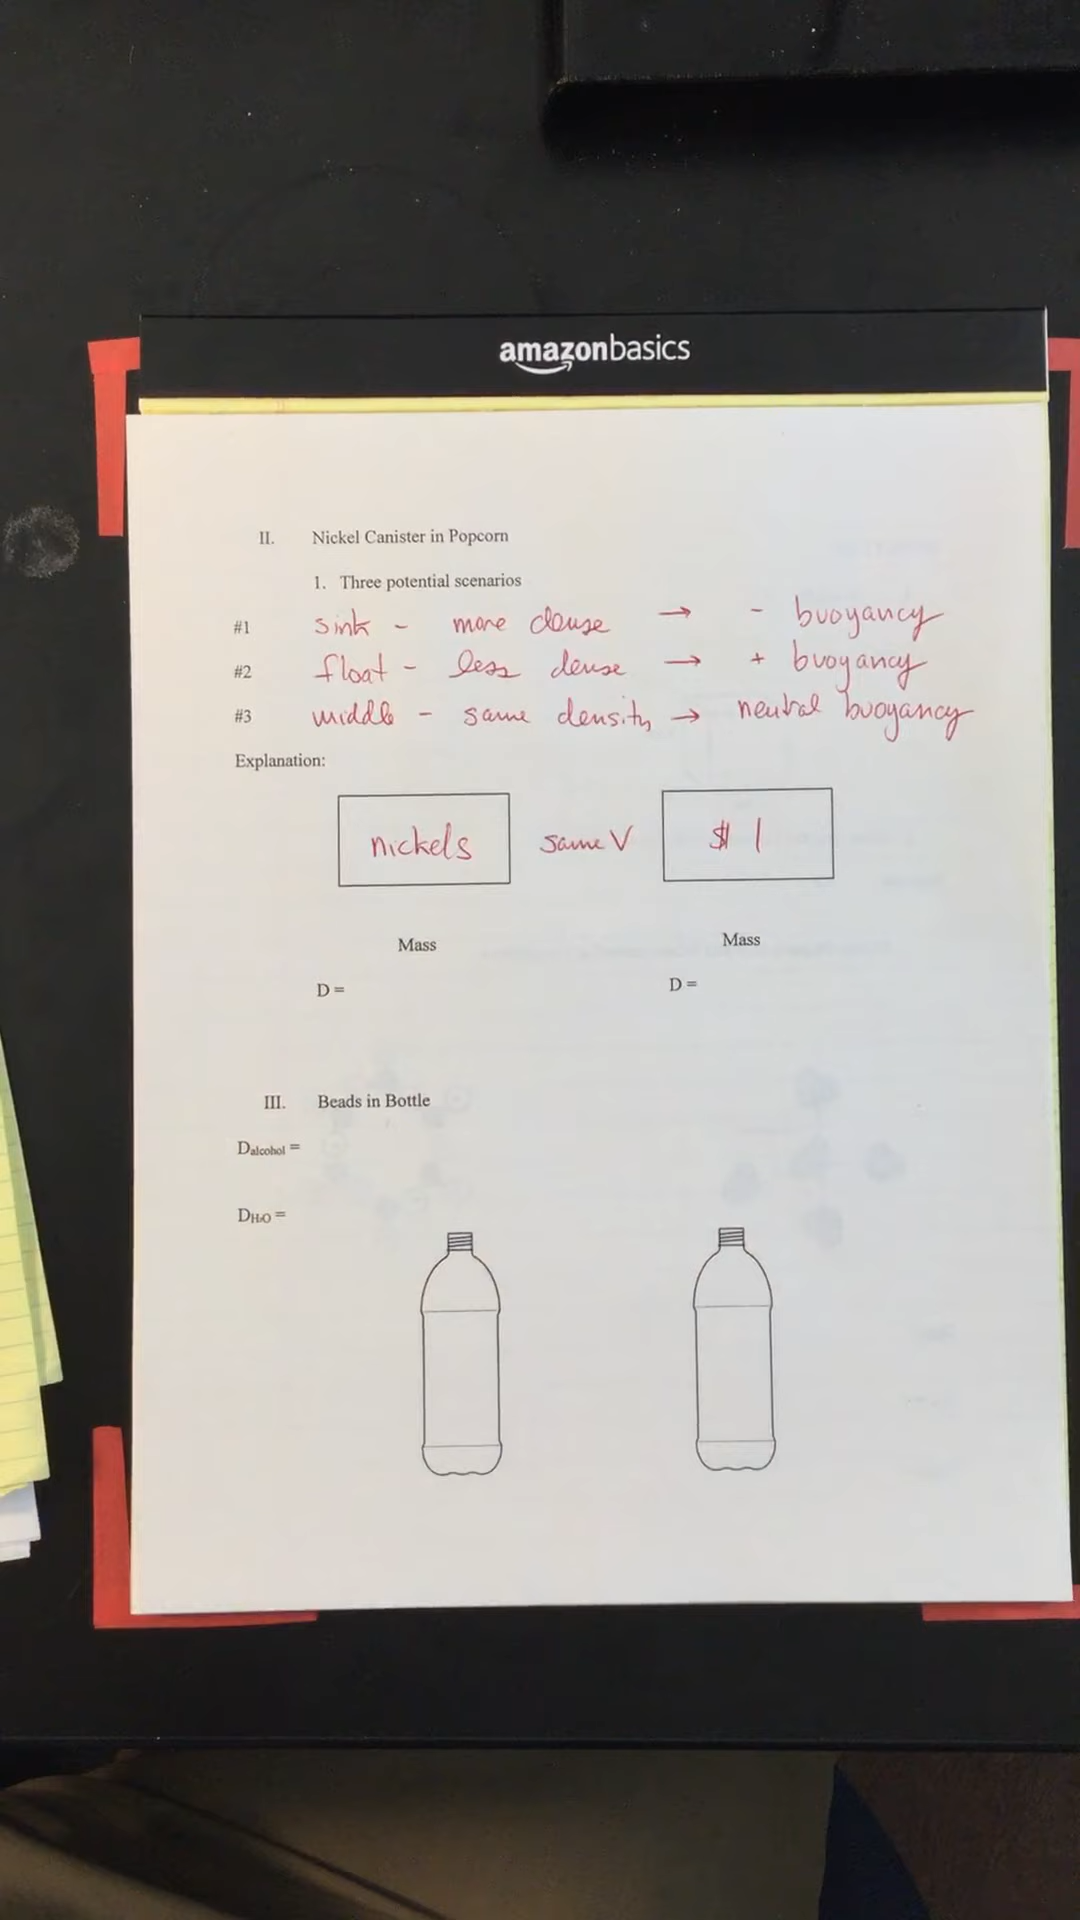 amazonbasics
II. Nickel Canister in Popcorn
1. Three potential scenarios
#1 sink - more dense → - buoyancy
#2 float - less dense → + buoyancy
#3 middle - same density → neutral buoyancy
Explanation:
nickels same V $1
Mass Mass
D = D =
III. Beads in Bottle
Dalcohol =
DH₂O =